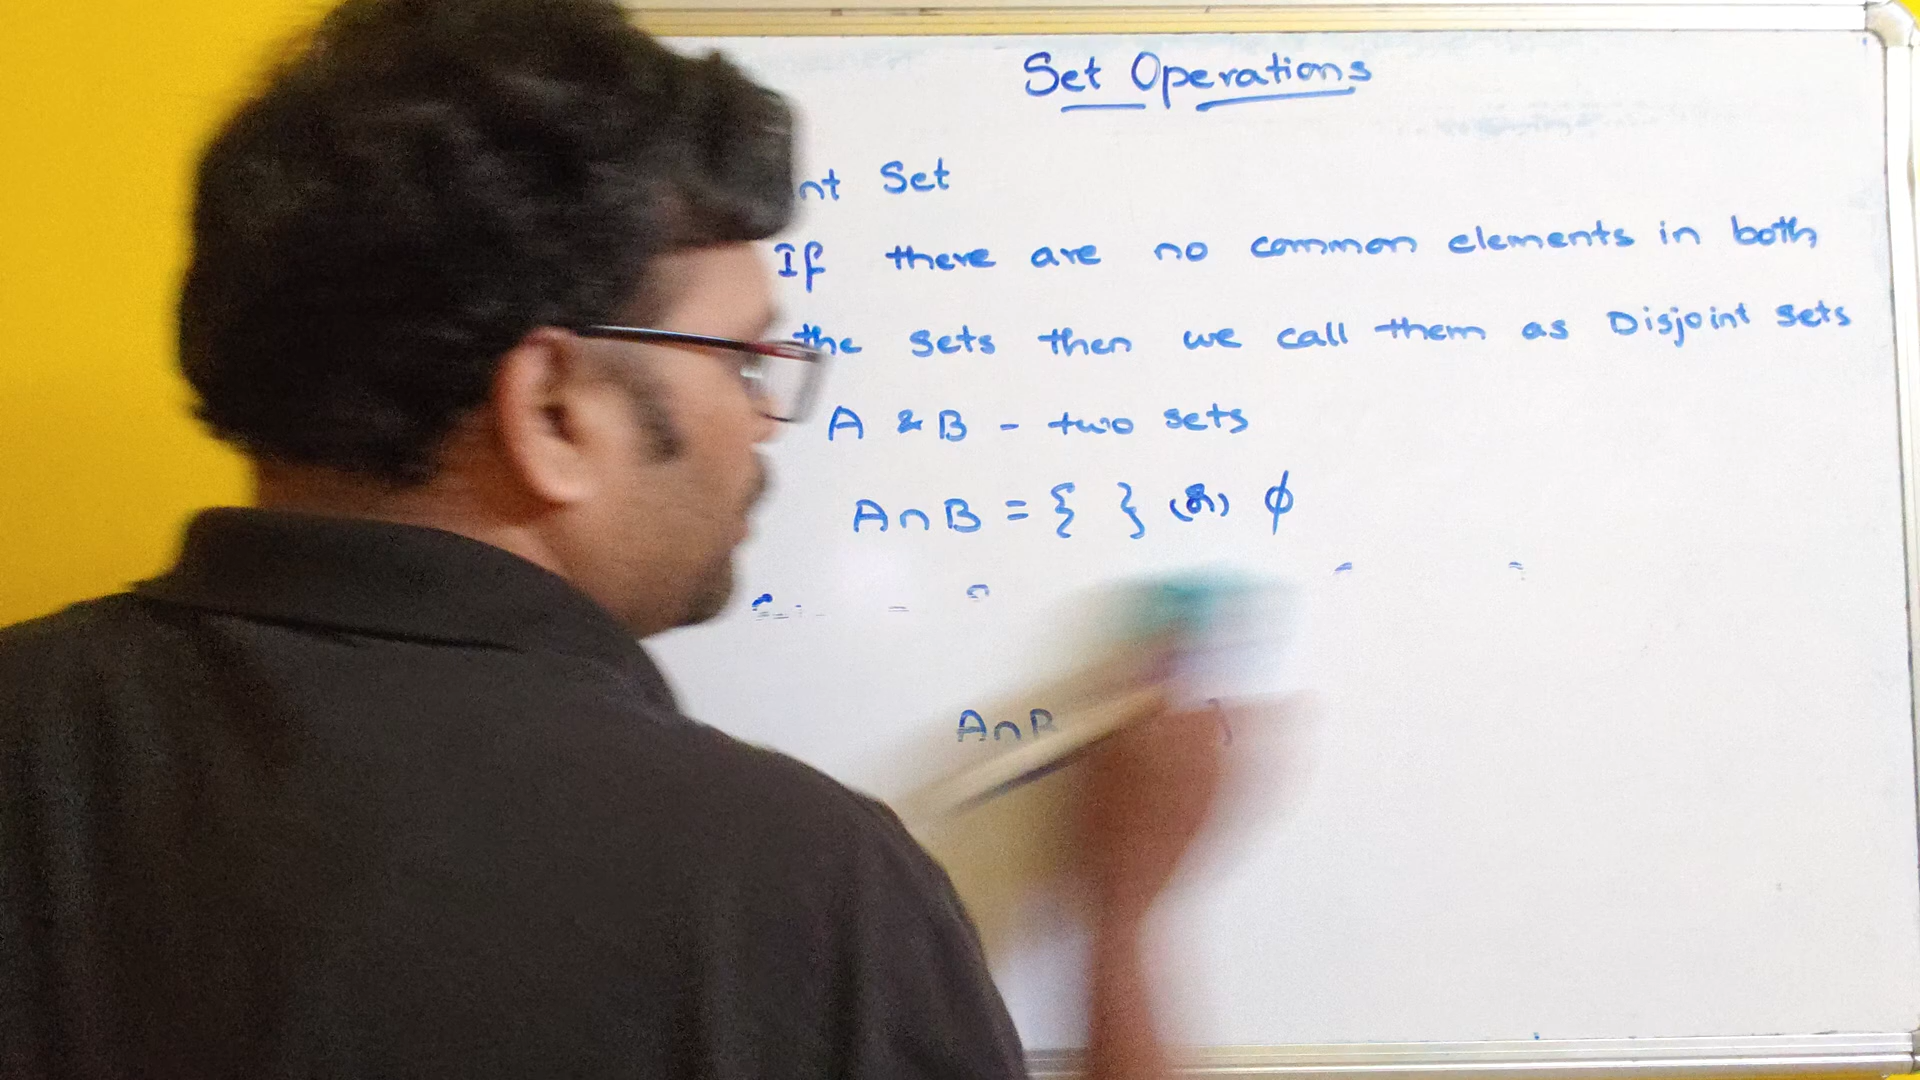 Set Operations
nt Set
If there are no common elements in both
the sets then we call them as Disjoint sets
A & B - two sets
A∩B = { } (or) ϕ
A∩B